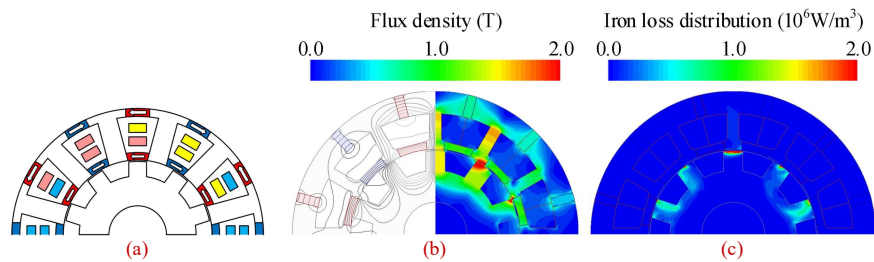 Flux density (T)
0.0 1.0 2.0
Iron loss distribution (10⁶W/m³)
0.0 1.0 2.0
(a)
(b)
(c)